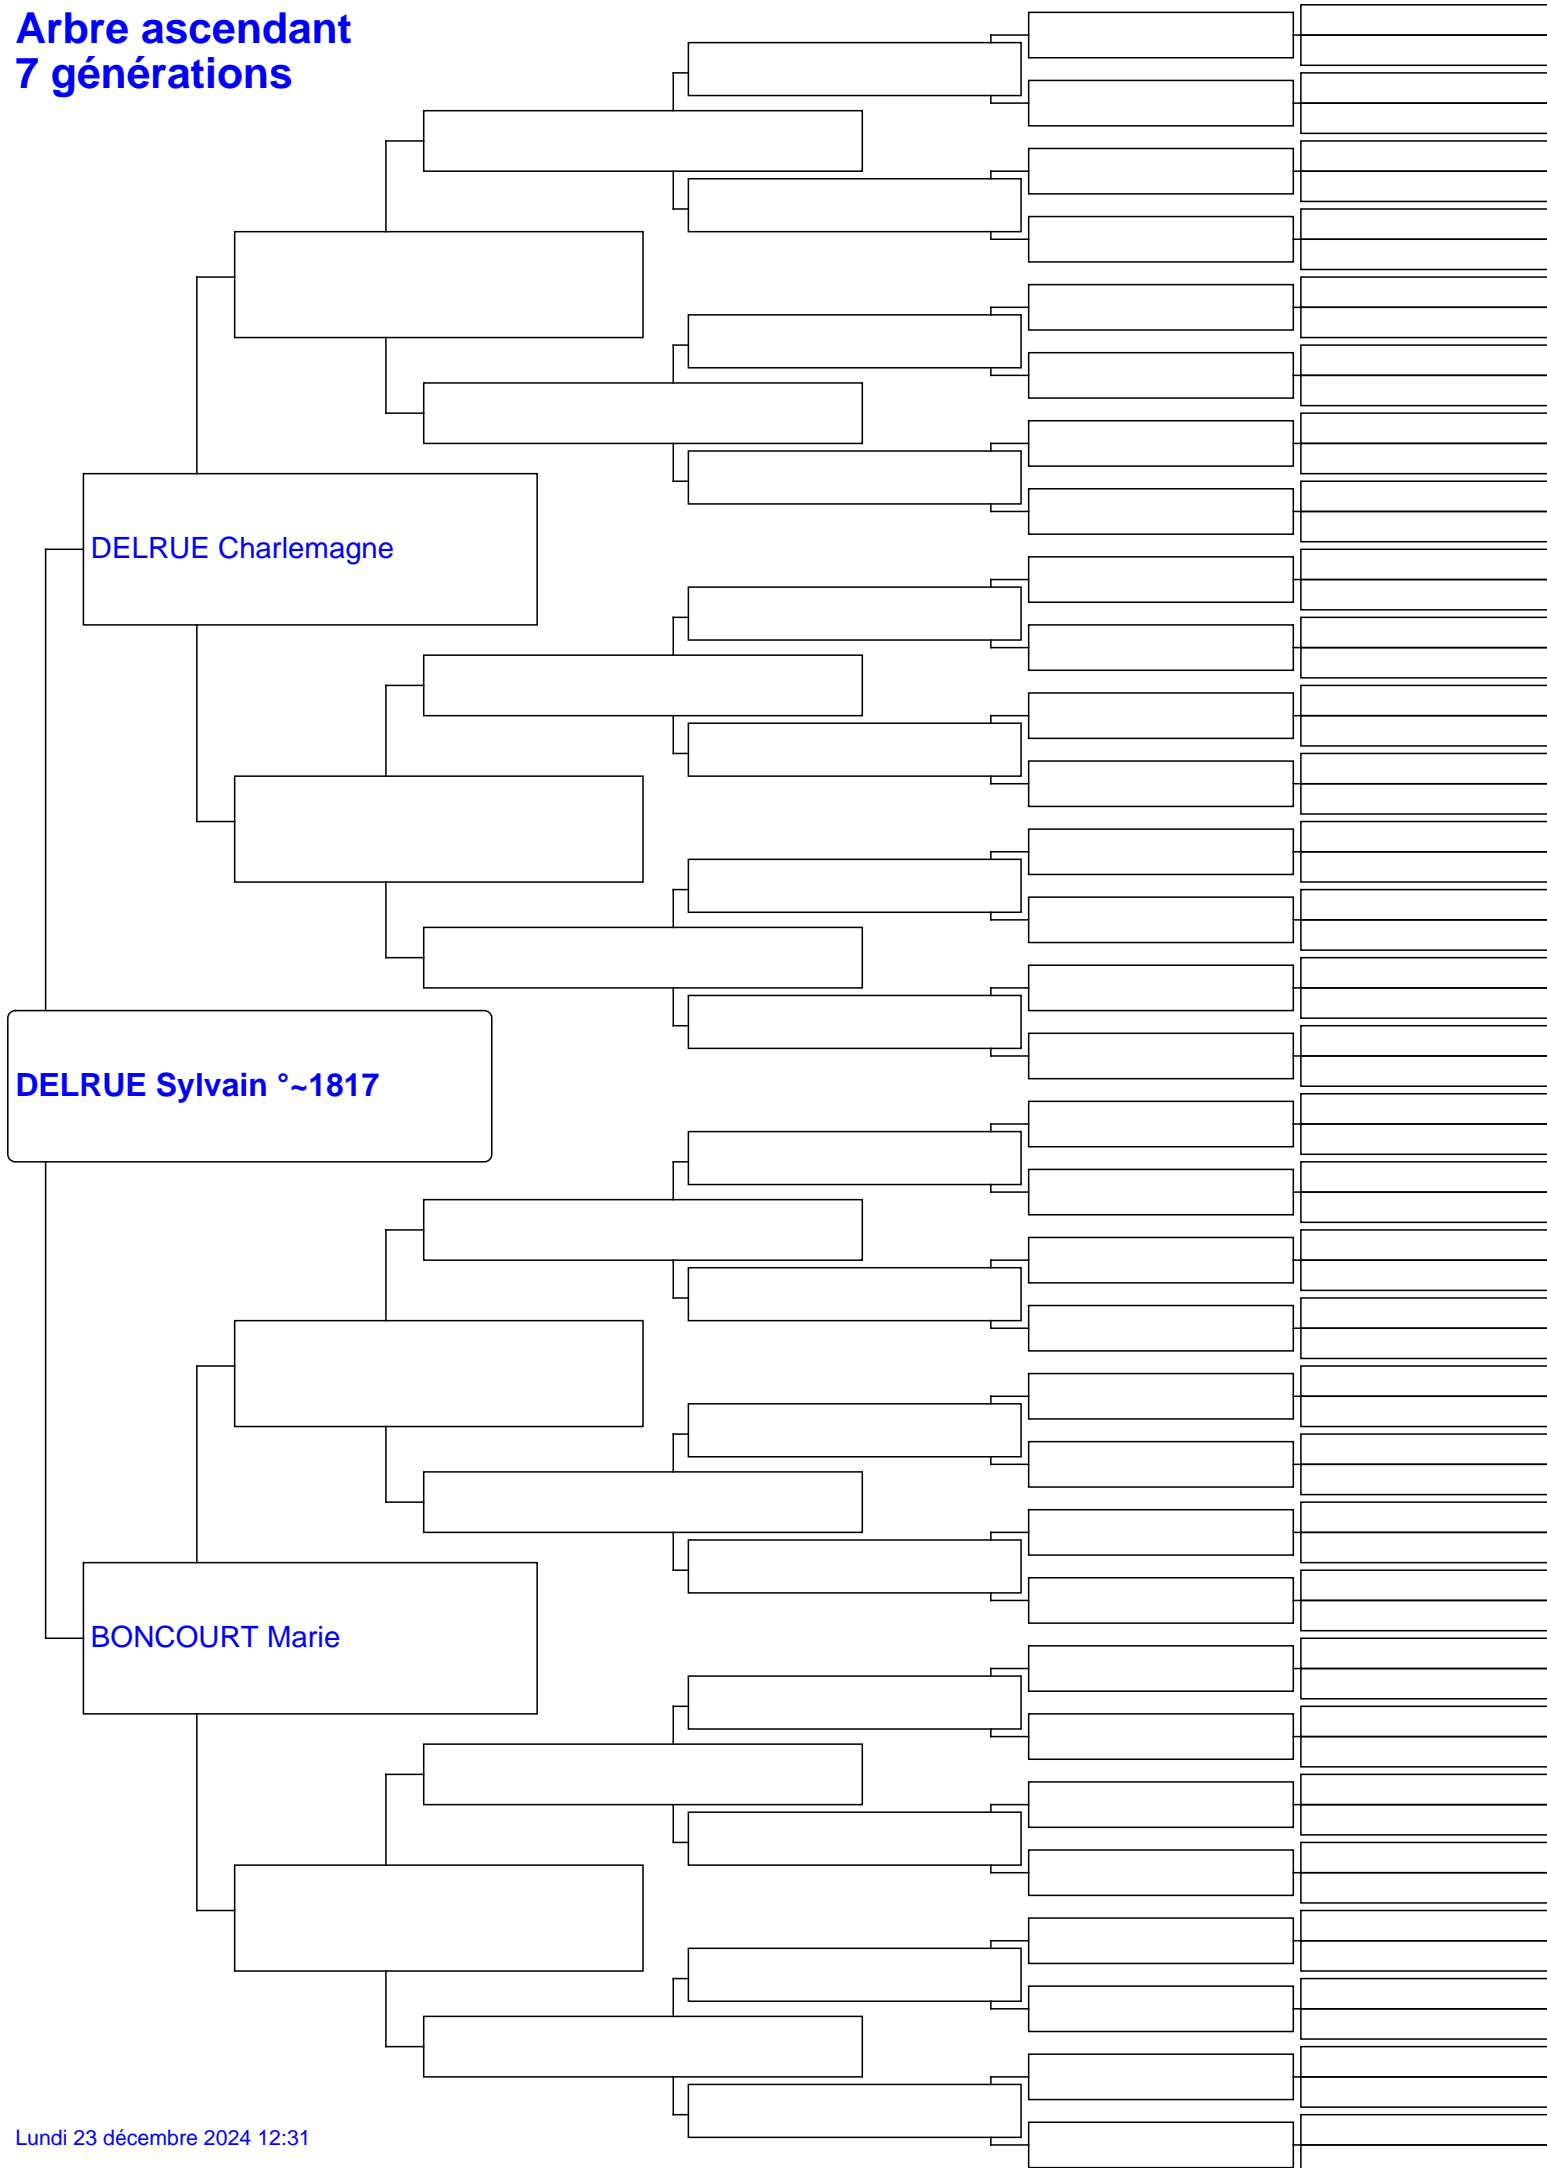 Arbre ascendant
7 générations
DELRUE Charlemagne
DELRUE Sylvain °~1817
BONCOURT Marie
Lundi 23 décembre 2024 12:31